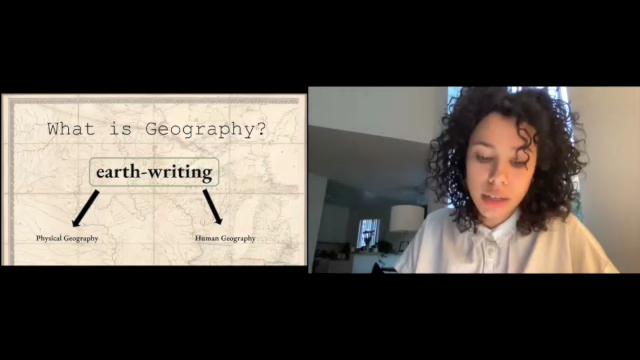 What is Geography?
earth-writing
Physical Geography
Human Geography